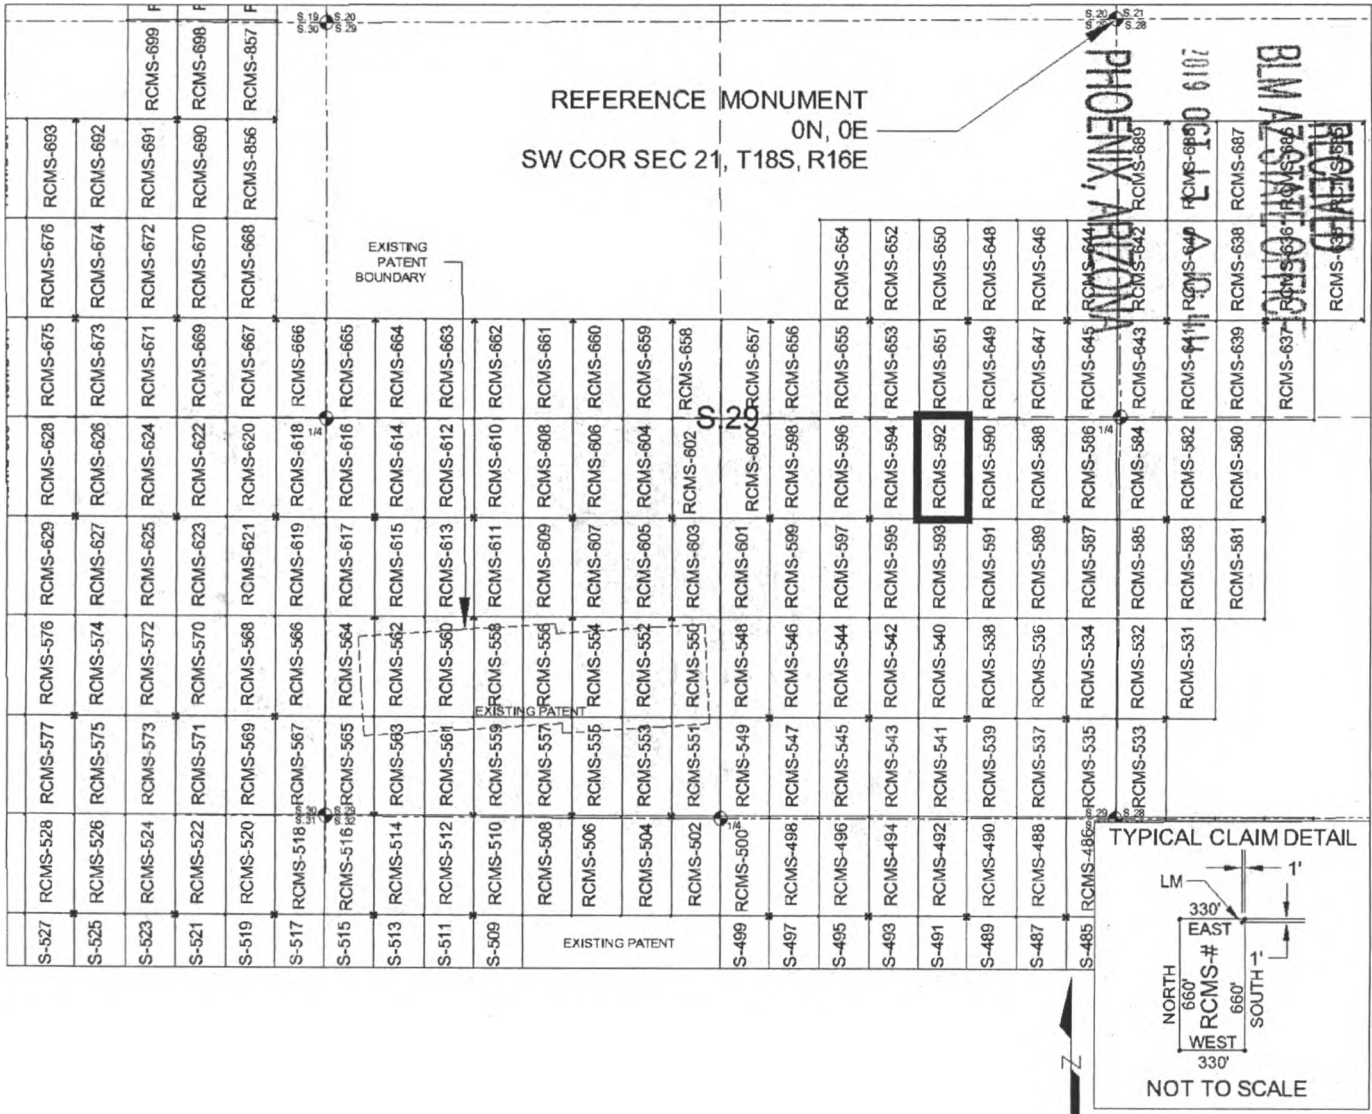 S.19 S.20
S.30 S.29
S.20 S.21
S.28
REFERENCE MONUMENT
0N, 0E
SW COR SEC 21, T18S, R16E
RECEIVED
BLM AZ STATE OFFICE
2019 OCT 17 A 10: 44
PHOENIX, ARIZONA
RCMS-699 RCMS-698 RCMS-857
RCMS-693 RCMS-692 RCMS-691 RCMS-690 RCMS-856 RCMS-689 RCMS-688 RCMS-687 RCMS-686 RCMS-685
RCMS-676 RCMS-674 RCMS-672 RCMS-670 RCMS-668 RCMS-654 RCMS-652 RCMS-650 RCMS-648 RCMS-646 RCMS-644 RCMS-642 RCMS-640 RCMS-638 RCMS-636
EXISTING
PATENT
BOUNDARY
RCMS-675 RCMS-673 RCMS-671 RCMS-669 RCMS-667 RCMS-666 RCMS-665 RCMS-664 RCMS-663 RCMS-662 RCMS-661 RCMS-660 RCMS-659 RCMS-658 RCMS-657 RCMS-656 RCMS-655 RCMS-653 RCMS-651 RCMS-649 RCMS-647 RCMS-645 RCMS-643 RCMS-641 RCMS-639 RCMS-637
S.29
1/4 1/4
RCMS-628 RCMS-626 RCMS-624 RCMS-622 RCMS-620 RCMS-618 RCMS-616 RCMS-614 RCMS-612 RCMS-610 RCMS-608 RCMS-606 RCMS-604 RCMS-602 RCMS-600 RCMS-598 RCMS-596 RCMS-594 RCMS-592 RCMS-590 RCMS-588 RCMS-586 RCMS-584 RCMS-582 RCMS-580
RCMS-629 RCMS-627 RCMS-625 RCMS-623 RCMS-621 RCMS-619 RCMS-617 RCMS-615 RCMS-613 RCMS-611 RCMS-609 RCMS-607 RCMS-605 RCMS-603 RCMS-601 RCMS-599 RCMS-597 RCMS-595 RCMS-593 RCMS-591 RCMS-589 RCMS-587 RCMS-585 RCMS-583 RCMS-581
RCMS-576 RCMS-574 RCMS-572 RCMS-570 RCMS-568 RCMS-566 RCMS-564 RCMS-562 RCMS-560 RCMS-558 RCMS-556 RCMS-554 RCMS-552 RCMS-550 RCMS-548 RCMS-546 RCMS-544 RCMS-542 RCMS-540 RCMS-538 RCMS-536 RCMS-534 RCMS-532 RCMS-531
EXISTING PATENT
RCMS-577 RCMS-575 RCMS-573 RCMS-571 RCMS-569 RCMS-567 RCMS-565 RCMS-563 RCMS-561 RCMS-559 RCMS-557 RCMS-555 RCMS-553 RCMS-551 RCMS-549 RCMS-547 RCMS-545 RCMS-543 RCMS-541 RCMS-539 RCMS-537 RCMS-535 RCMS-533
S.31 1/4 S.29 S.28
RCMS-528 RCMS-526 RCMS-524 RCMS-522 RCMS-520 RCMS-518 RCMS-516 RCMS-514 RCMS-512 RCMS-510 RCMS-508 RCMS-506 RCMS-504 RCMS-502 RCMS-500 RCMS-498 RCMS-496 RCMS-494 RCMS-492 RCMS-490 RCMS-488 RCMS-486
S-527 S-525 S-523 S-521 S-519 S-517 S-515 S-513 S-511 S-509 EXISTING PATENT S-499 S-497 S-495 S-493 S-491 S-489 S-487 S-485
TYPICAL CLAIM DETAIL
1'
LM
330'
EAST
NORTH
660'
RCMS-#
660'
SOUTH
1'
WEST
330'
NOT TO SCALE
N